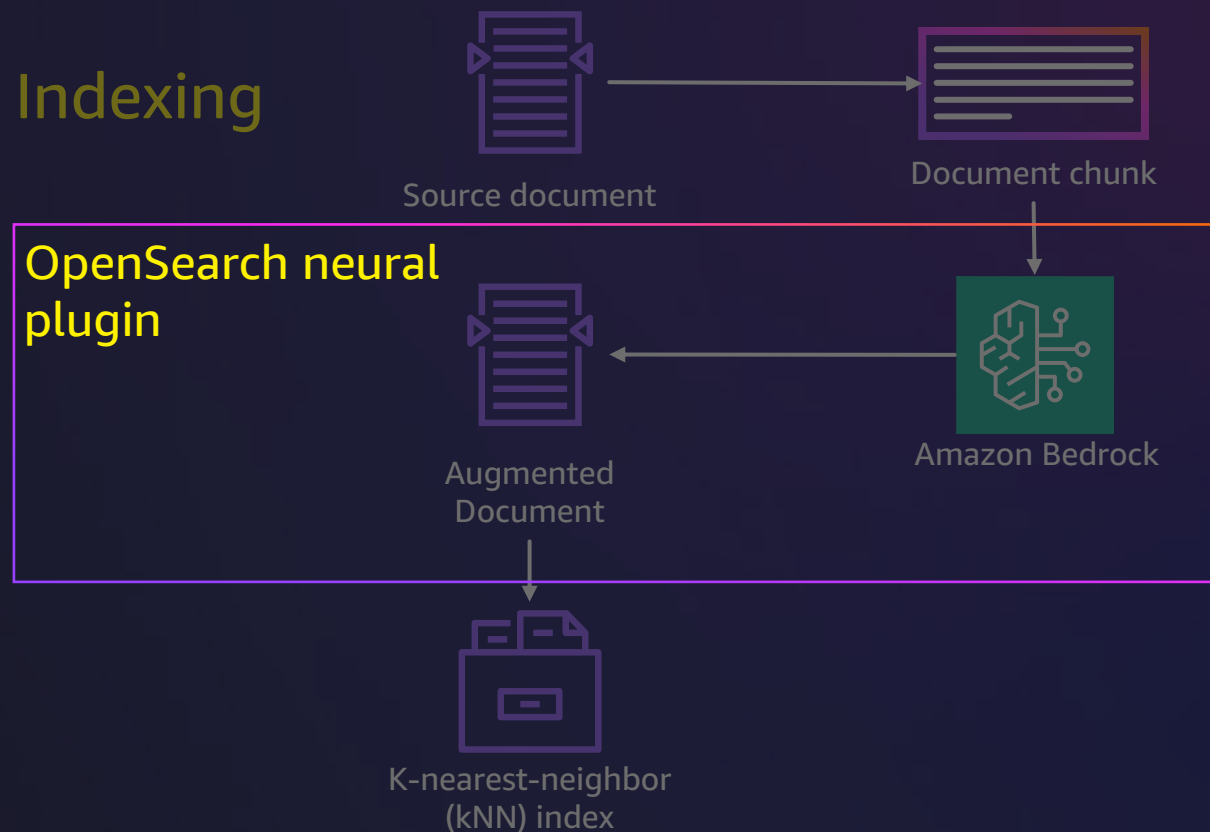 Indexing
Source document
Document chunk
OpenSearch neural
plugin
Amazon Bedrock
Augmented
Document
K-nearest-neighbor
(kNN) index